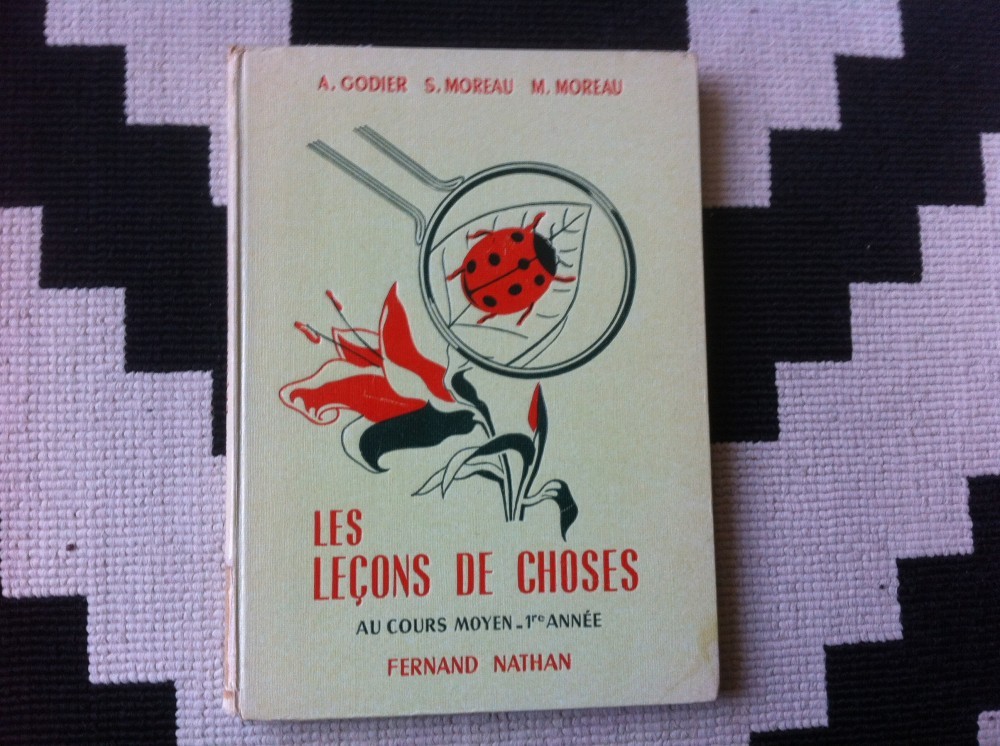 A. GODIER S. MOREAU M. MOREAU
LES
LEÇONS DE CHOSES
AU COURS MOYEN - 1re ANNÉE
FERNAND NATHAN